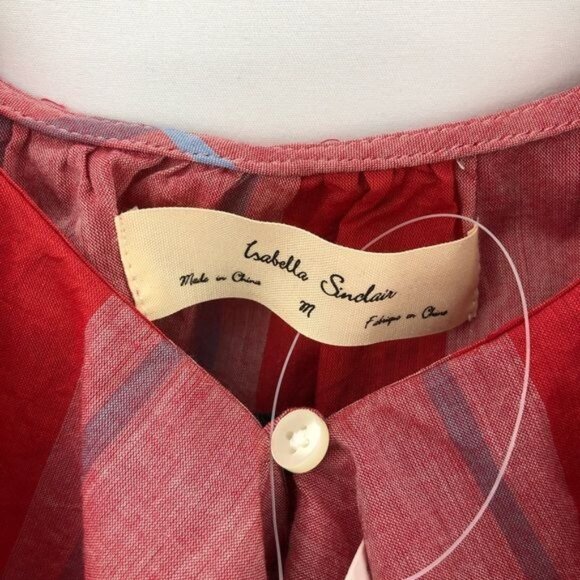 Isabella Sinclair
Made in China
M
Fabriqué en Chine